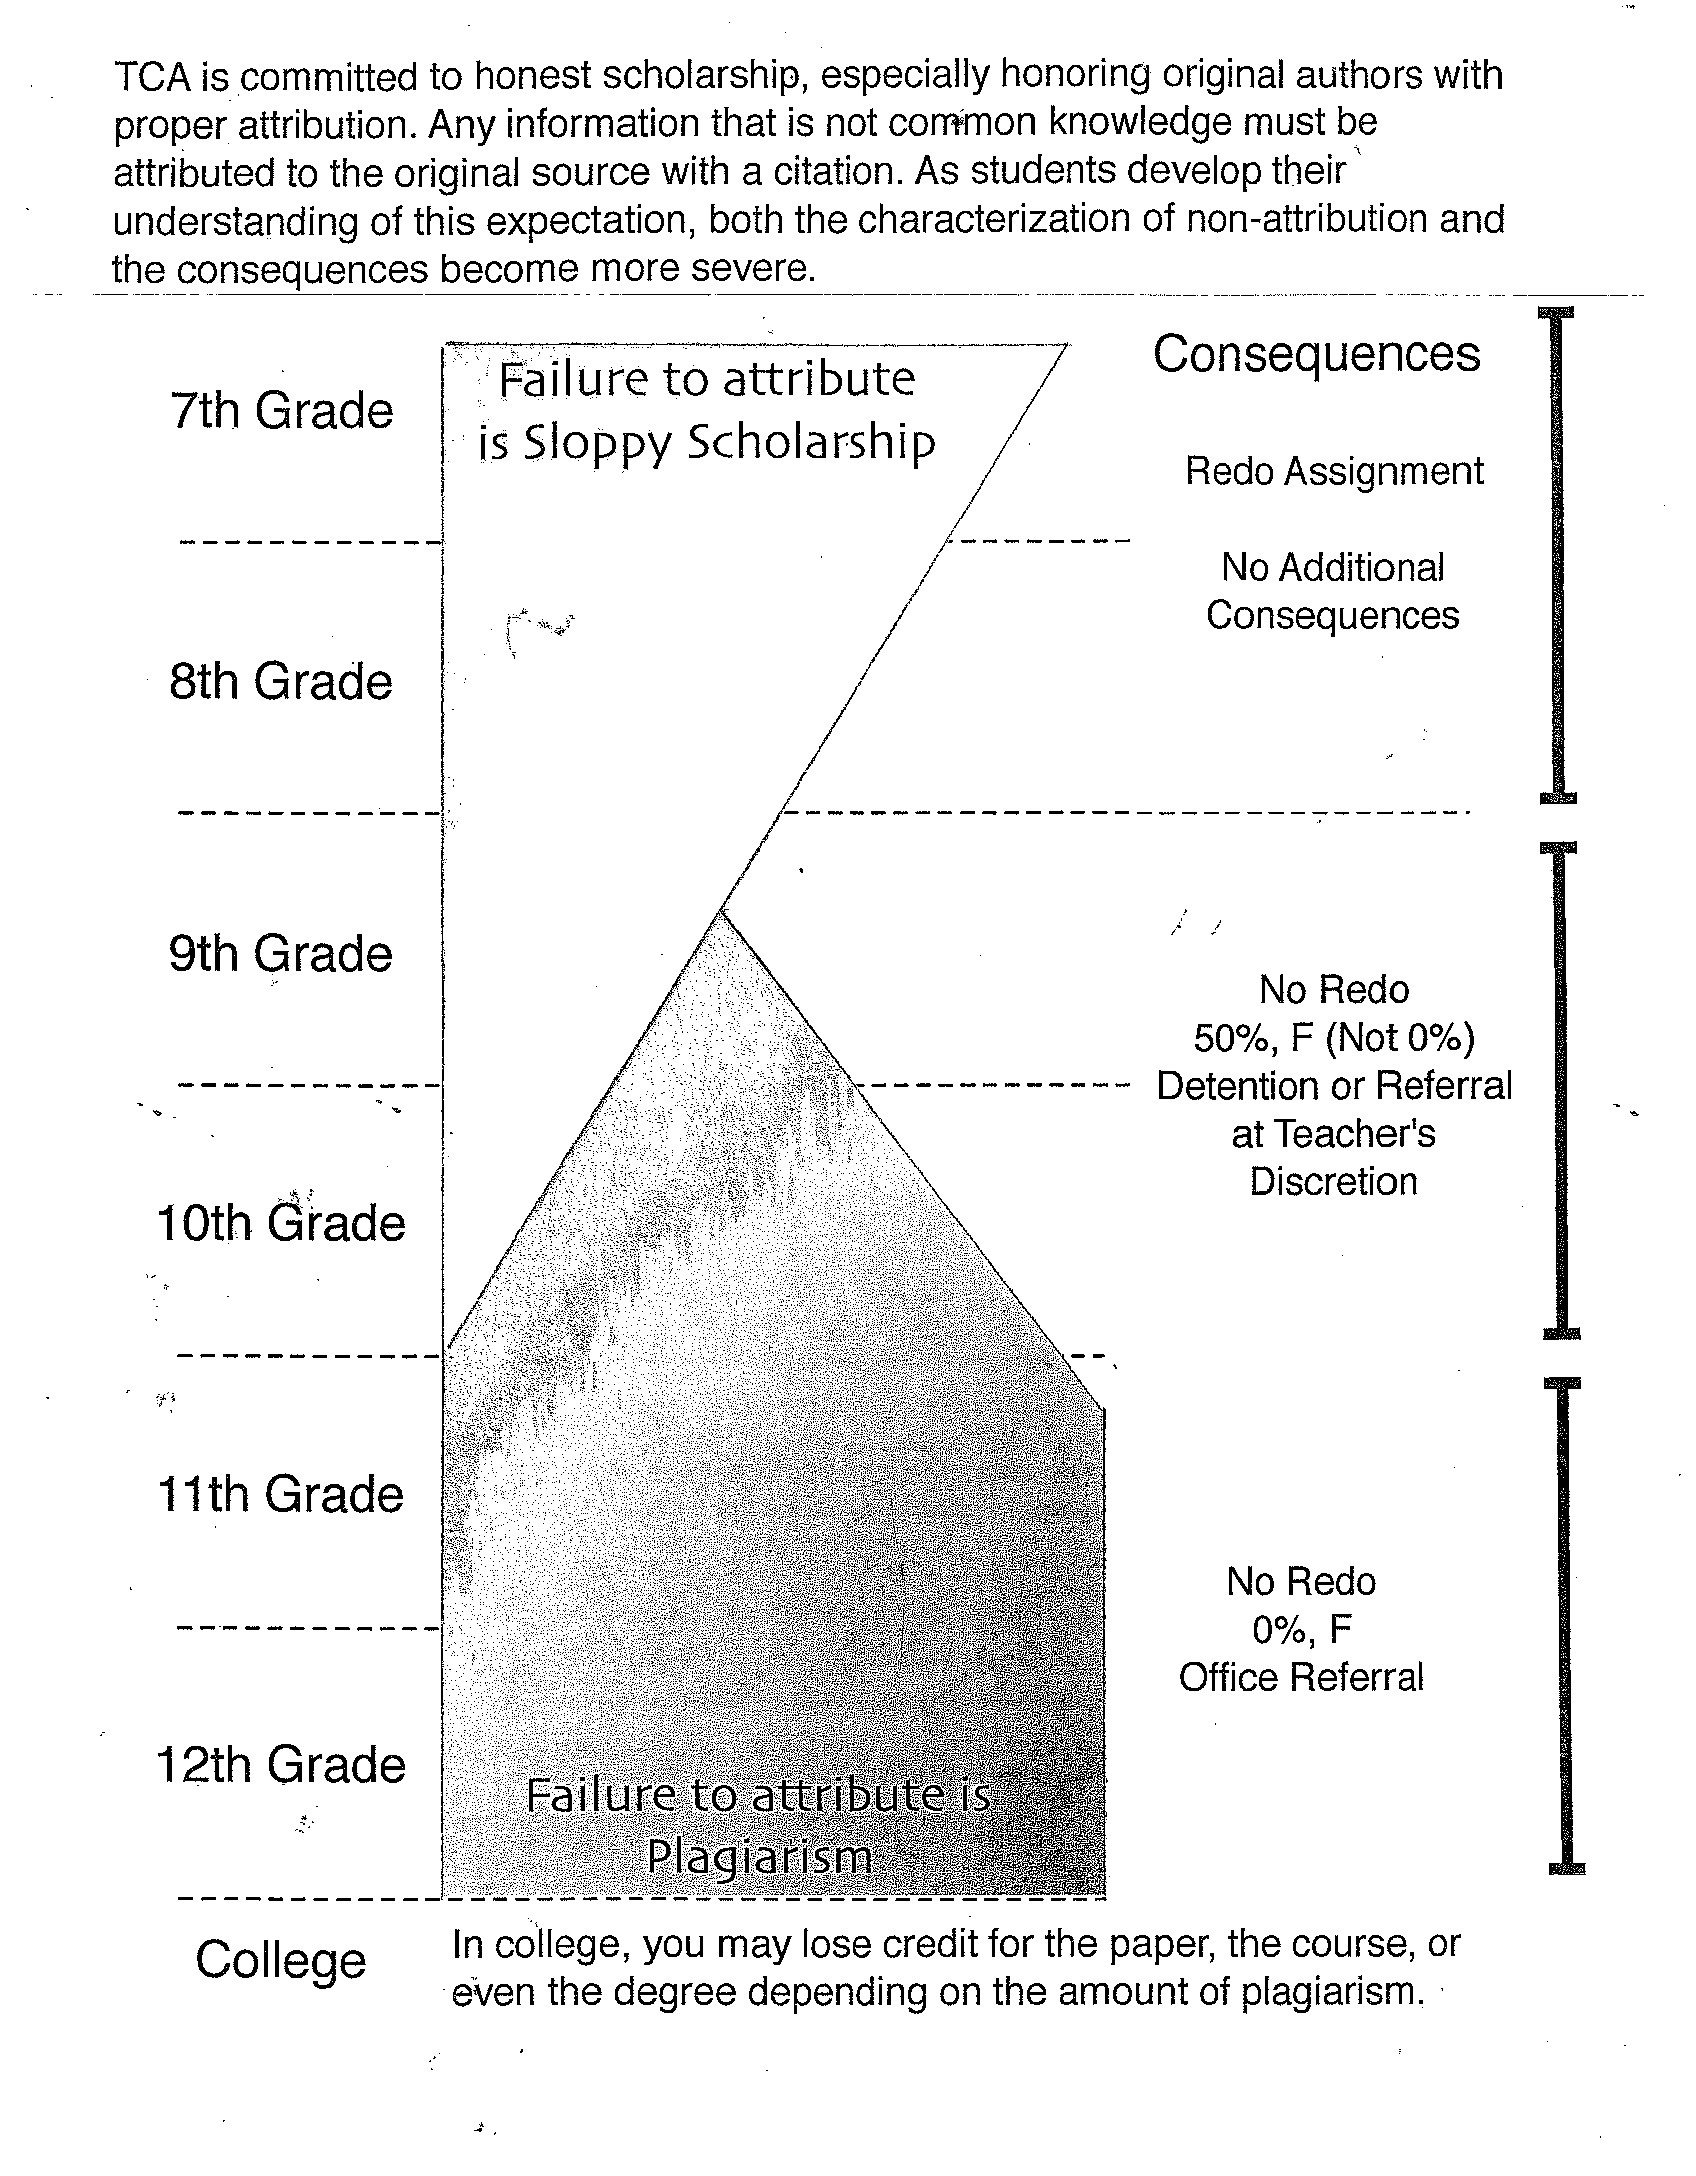 TCA is committed to honest scholarship, especially honoring original authors with
proper attribution. Any information that is not common knowledge must be
attributed to the original source with a citation. As students develop their
understanding of this expectation, both the characterization of non-attribution and
the consequences become more severe.
Consequences
7th Grade
Failure to attribute
is Sloppy Scholarship
Redo Assignment
No Additional
Consequences
8th Grade
9th Grade
No Redo
50%, F (Not 0%)
Detention or Referral
at Teacher's
Discretion
10th Grade
11th Grade
No Redo
0%, F
Office Referral
12th Grade
Failure to attribute is
Plagiarism
College
In college, you may lose credit for the paper, the course, or
even the degree depending on the amount of plagiarism.